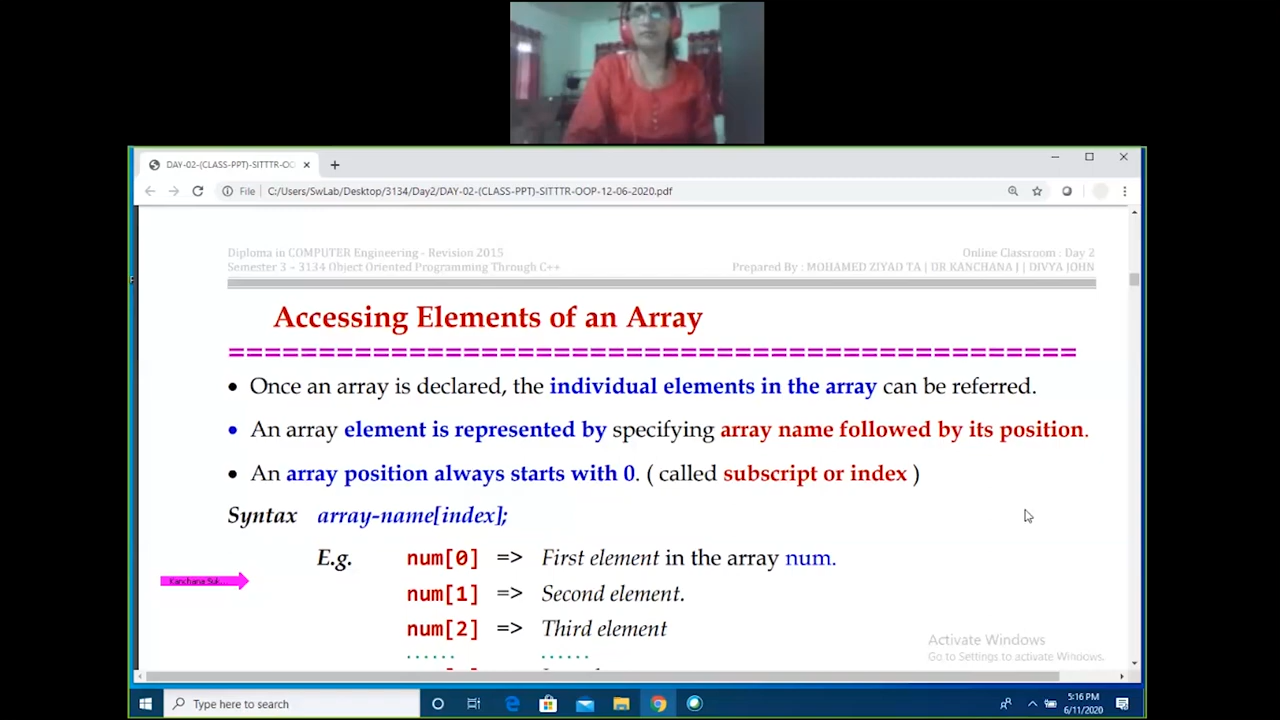 DAY-02-(CLASS-PPT)-SITTTR-OO
File C:/Users/SwLab/Desktop/3134/Day2/DAY-02-(CLASS-PPT)-SITTTR-OOP-12-06-2020.pdf
Diploma in COMPUTER Engineering - Revision 2015 Online Classroom : Day 2
Semester 3 – 3134 Object Oriented Programming Through C++ Prepared By : MOHAMED ZIYAD TA | DR KANCHANA J | DIVYA JOHN
Accessing Elements of an Array
===============================================
• Once an array is declared, the individual elements in the array can be referred.
• An array element is represented by specifying array name followed by its position.
• An array position always starts with 0. ( called subscript or index )
Syntax array-name[index];
E.g. num[0] => First element in the array num.
Kanchana Suk...
num[1] => Second element.
num[2] => Third element
...... ......
Activate Windows
Go to Settings to activate Windows.
Type here to search
5:16 PM
6/11/2020